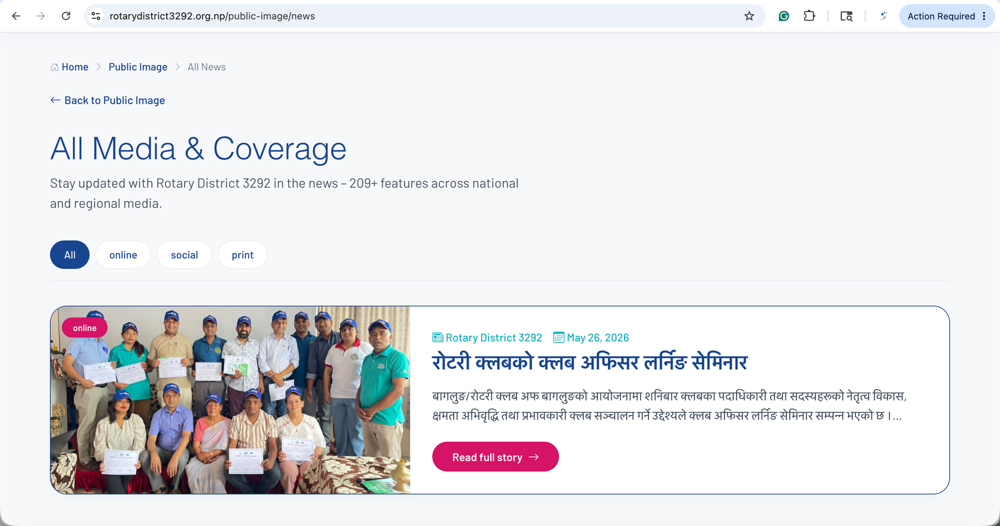 rotarydistrict3292.org.np/public-image/news
Action Required
Home > Public Image > All News
← Back to Public Image
All Media & Coverage
Stay updated with Rotary District 3292 in the news – 209+ features across national
and regional media.
All
online
social
print
online
Rotary District 3292
May 26, 2026
रोटरी क्लबको क्लब अफिसर लर्निङ सेमिनार
बागलुङ/रोटरी क्लब अफ बागलुङको आयोजनामा शनिबार क्लबका पदाधिकारी तथा सदस्यहरूको नेतृत्व विकास,
क्षमता अभिवृद्धि तथा प्रभावकारी क्लब सञ्चालन गर्ने उद्देश्यले क्लब अफिसर लर्निङ सेमिनार सम्पन्न भएको छ ।...
Read full story →